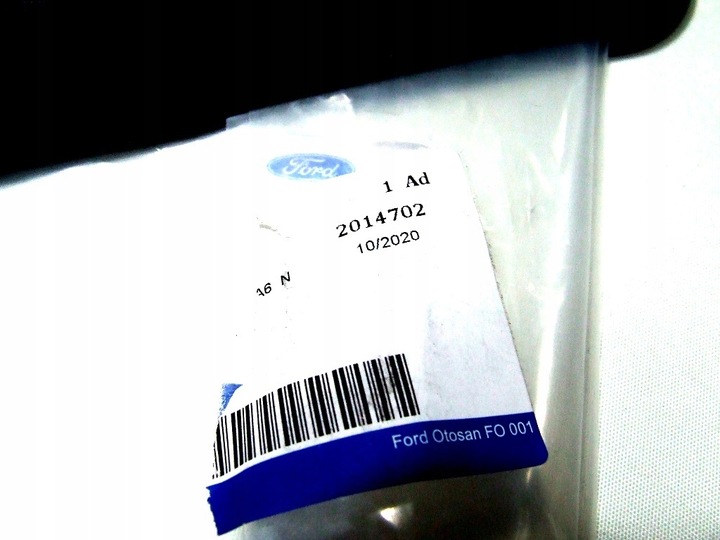 Ford
1 Ad
2014702
10/2020
A6 N
Ford Otosan FO 001